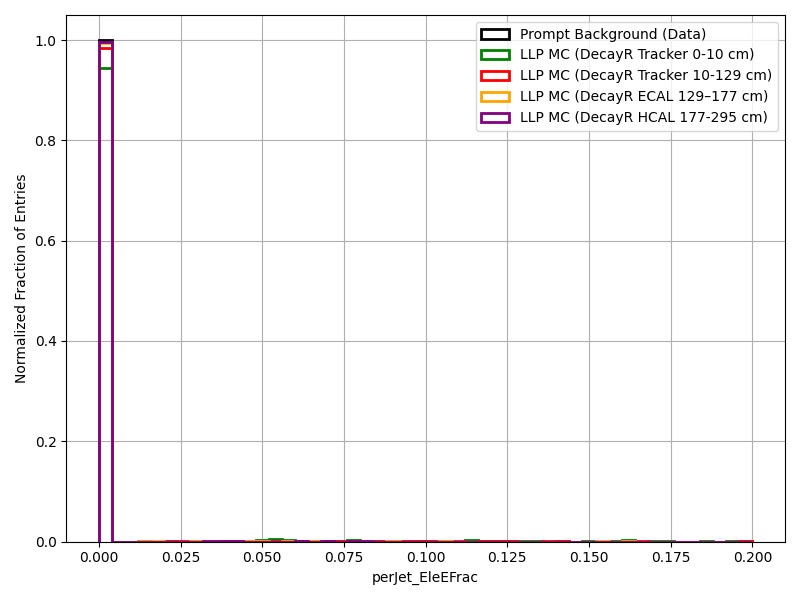 Prompt Background (Data)
LLP MC (DecayR Tracker 0-10 cm)
LLP MC (DecayR Tracker 10-129 cm)
LLP MC (DecayR ECAL 129–177 cm)
LLP MC (DecayR HCAL 177-295 cm)
Normalized Fraction of Entries
1.0
0.8
0.6
0.4
0.2
0.0
0.000 0.025 0.050 0.075 0.100 0.125 0.150 0.175 0.200
perJet_EleEFrac